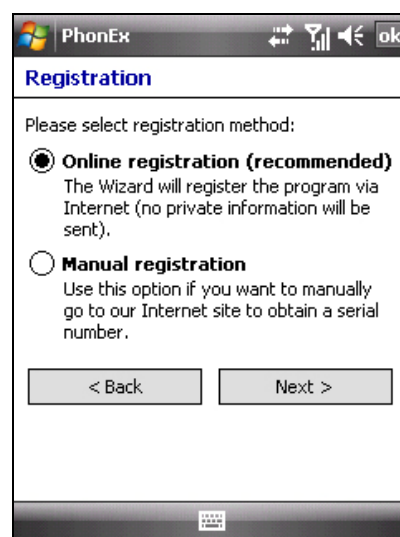 PhonEx
ok
Registration
Please select registration method:
Online registration (recommended)
The Wizard will register the program via
Internet (no private information will be
sent).
Manual registration
Use this option if you want to manually
go to our Internet site to obtain a serial
number.
< Back
Next >